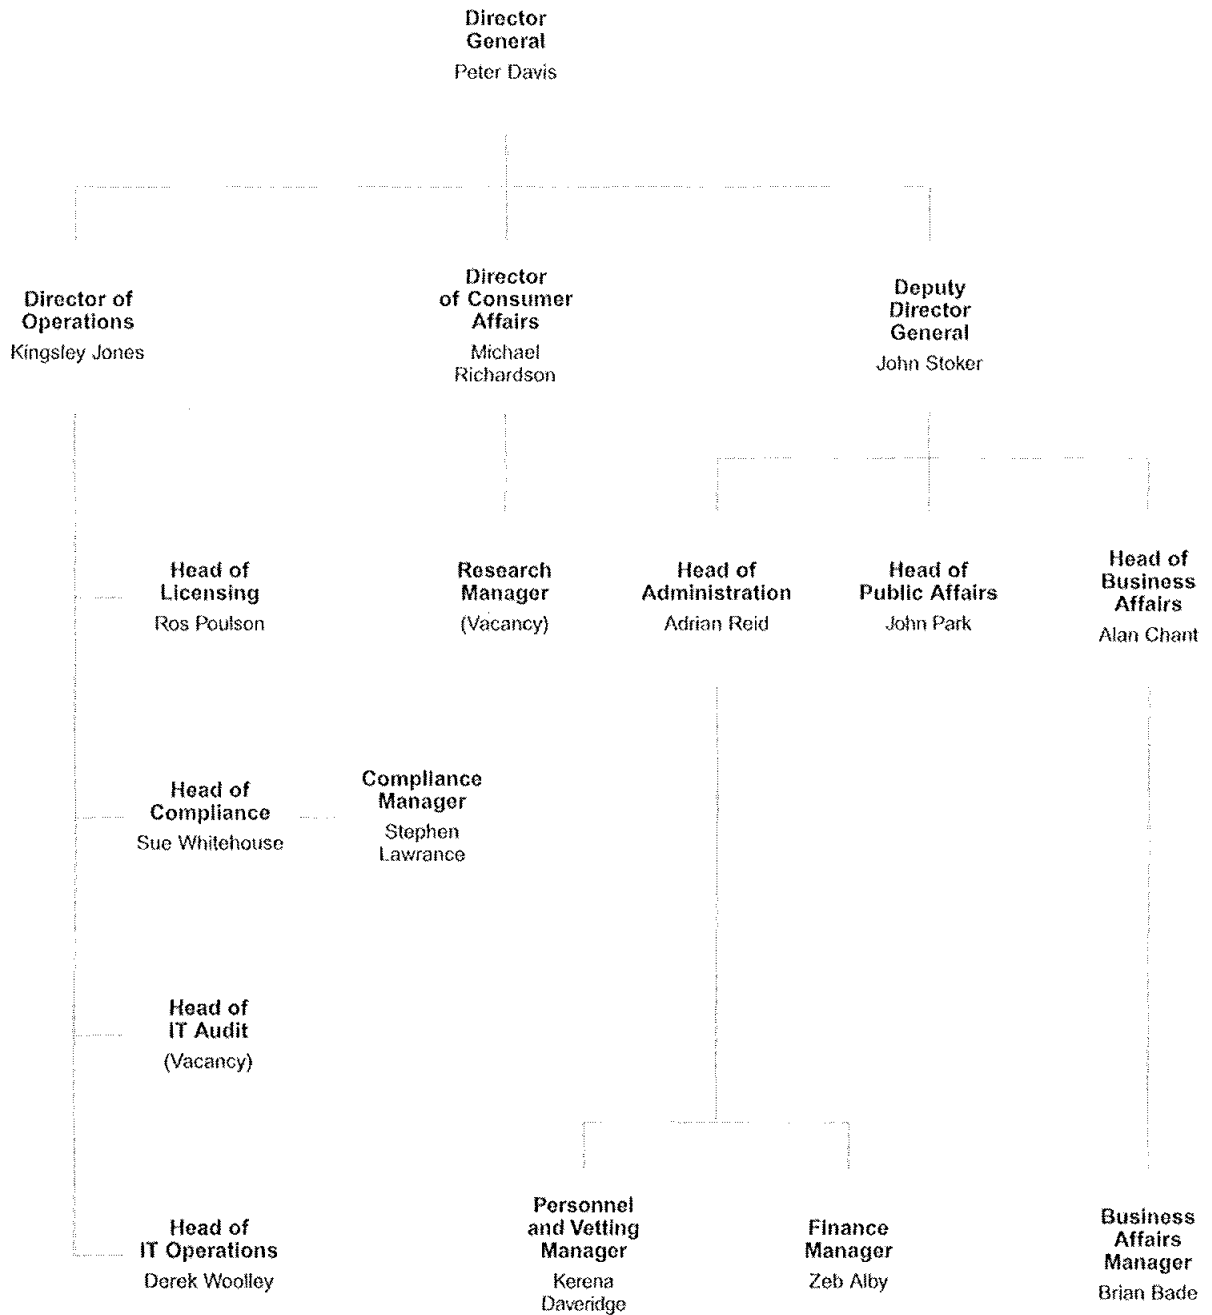 Director
General
Peter Davis
Director of
Operations
Kingsley Jones
Director
of Consumer
Affairs
Michael
Richardson
Deputy
Director
General
John Stoker
Head of
Licensing
Ros Poulson
Research
Manager
(Vacancy)
Head of
Administration
Adrian Reid
Head of
Public Affairs
John Park
Head of
Business
Affairs
Alan Chant
Head of
Compliance
Sue Whitehouse
Compliance
Manager
Stephen
Lawrance
Head of
IT Audit
(Vacancy)
Head of
IT Operations
Derek Woolley
Personnel
and Vetting
Manager
Kerena
Daveridge
Finance
Manager
Zeb Alby
Business
Affairs
Manager
Brian Bade